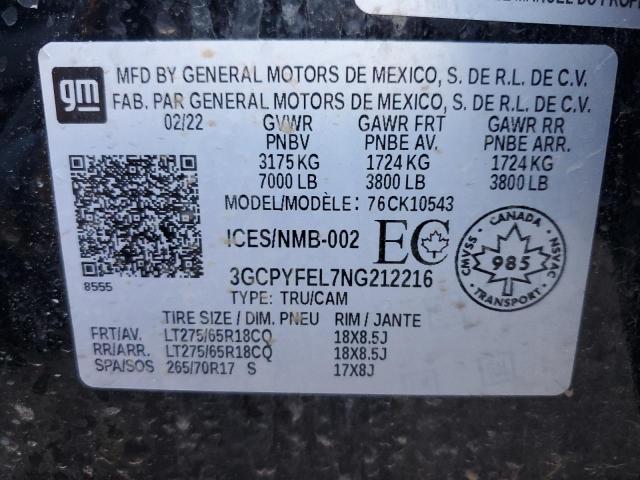 LE MANUEL DU PROPR
gm
MFD BY GENERAL MOTORS DE MEXICO, S. DE R.L. DE C.V.
FAB. PAR GENERAL MOTORS DE MEXICO, S. DE R.L. DE C.V.
02/22 GVWR GAWR FRT GAWR RR
PNBV PNBE AV. PNBE ARR.
3175 KG 1724 KG 1724 KG
7000 LB 3800 LB 3800 LB
MODEL/MODÈLE: 76CK10543
ICES/NMB-002 EC
CANADA
CMVSS 985 NSVAC
TRANSPORT
8555
3GCPYFEL7NG212216
TYPE: TRU/CAM
TIRE SIZE / DIM. PNEU RIM / JANTE
FRT/AV. LT275/65R18CQ 18X8.5J
RR/ARR. LT275/65R18CQ 18X8.5J
SPA/SOS 265/70R17 S 17X8J